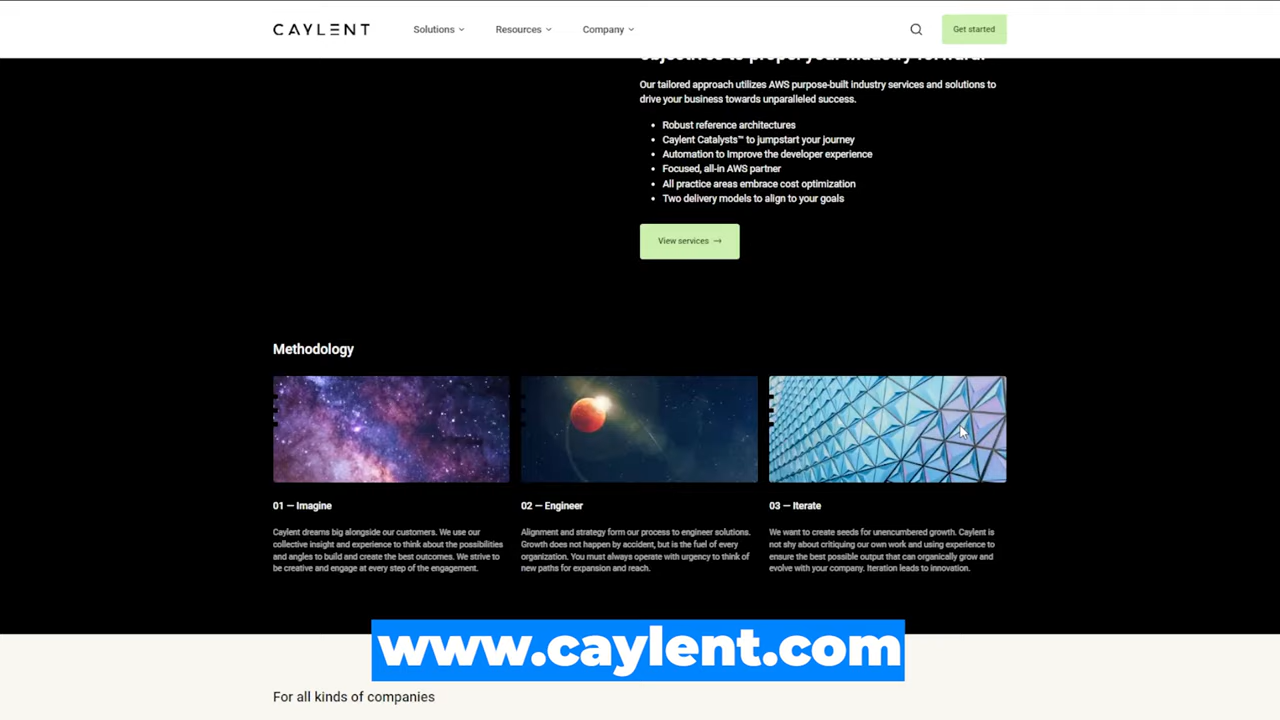 CAYLENT
Solutions
Resources
Company
Get started
objectives to propel your industry forward.
Our tailored approach utilizes AWS purpose-built industry services and solutions to
drive your business towards unparalleled success.
• Robust reference architectures
• Caylent Catalysts™ to jumpstart your journey
• Automation to Improve the developer experience
• Focused, all-in AWS partner
• All practice areas embrace cost optimization
• Two delivery models to align to your goals
View services →
Methodology
01 — Imagine
Caylent dreams big alongside our customers. We use our
collective insight and experience to think about the possibilities
and angles to build and create the best outcomes. We strive to
be creative and engage at every step of the engagement.
02 — Engineer
Alignment and strategy form our process to engineer solutions.
Growth does not happen by accident, but is the fuel of every
organization. You must always operate with urgency to think of
new paths for expansion and reach.
03 — Iterate
We want to create seeds for unencumbered growth. Caylent is
not shy about critiquing our own work and using experience to
ensure the best possible output that can organically grow and
evolve with your company. Iteration leads to innovation.
www.caylent.com
For all kinds of companies